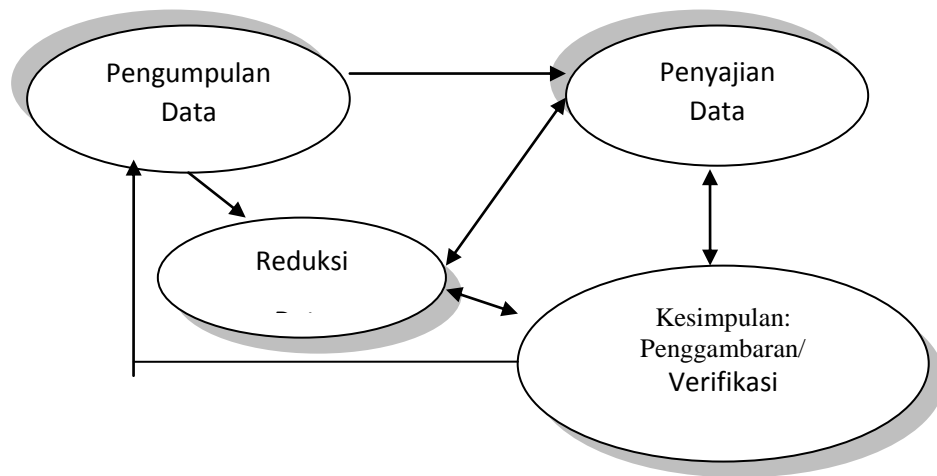 Pengumpulan
Data
Penyajian
Data
Reduksi
Kesimpulan:
Penggambaran/
Verifikasi